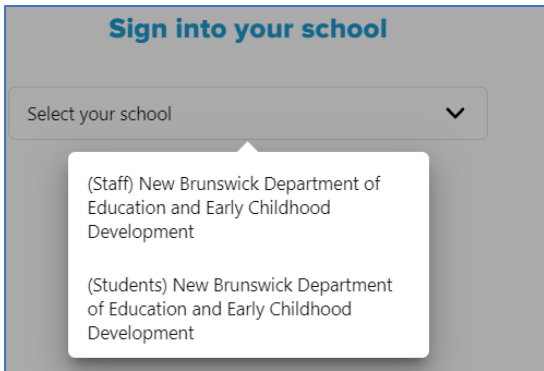 Sign into your school
Select your school
(Staff) New Brunswick Department of
Education and Early Childhood
Development
(Students) New Brunswick Department
of Education and Early Childhood
Development